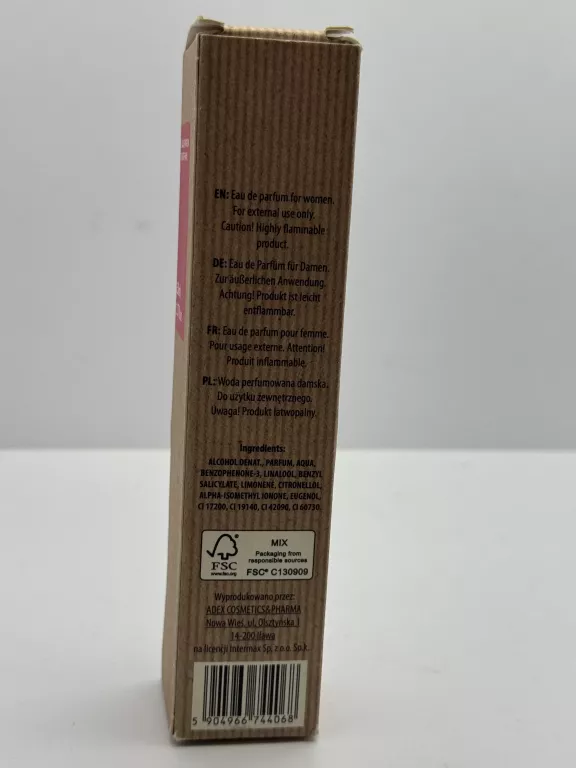 EN: Eau de parfum for women.
For external use only.
Caution! Highly flammable
product.
DE: Eau de Parfum für Damen.
Zur äußerlichen Anwendung.
Achtung! Produkt ist leicht
entflammbar.
FR: Eau de parfum pour femme.
Pour usage externe. Attention!
Produit inflammable.
PL: Woda perfumowana damska.
Do użytku zewnętrznego.
Uwaga! Produkt łatwopalny.
Ingredients:
ALCOHOL DENAT., PARFUM, AQUA,
BENZOPHENONE-3, LINALOOL, BENZYL
SALICYLATE, LIMONENE, CITRONELLOL,
ALPHA-ISOMETHYL IONONE, EUGENOL,
CI 17200, CI 19140, CI 42090, CI 60730.
FSC
www.fsc.org
MIX
Packaging from
responsible sources
FSC® C130909
Wyprodukowano przez:
ADEX COSMETICS&PHARMA
Nowa Wieś, ul. Olsztyńska 1
14-200 Iława
na licencji Intermax Sp. z o.o. Sp.k.
5 904966 744068